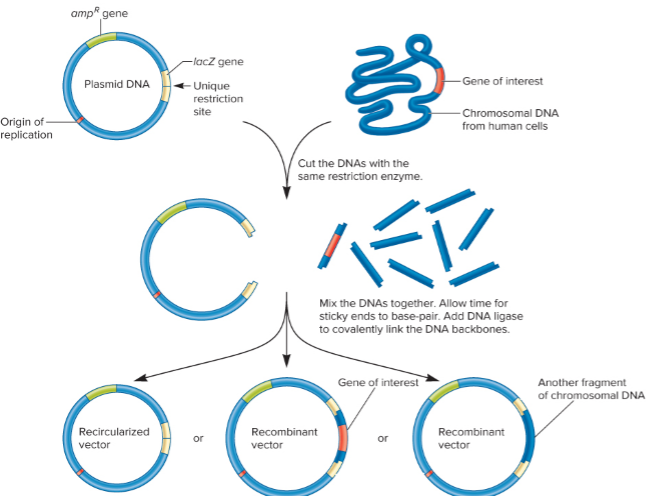 amp^R gene
lacZ gene
Plasmid DNA
Unique
restriction
site
Origin of
replication
Gene of interest
Chromosomal DNA
from human cells
Cut the DNAs with the
same restriction enzyme.
Mix the DNAs together. Allow time for
sticky ends to base-pair. Add DNA ligase
to covalently link the DNA backbones.
Gene of interest
Another fragment
of chromosomal DNA
Recircularized
vector
or
Recombinant
vector
or
Recombinant
vector